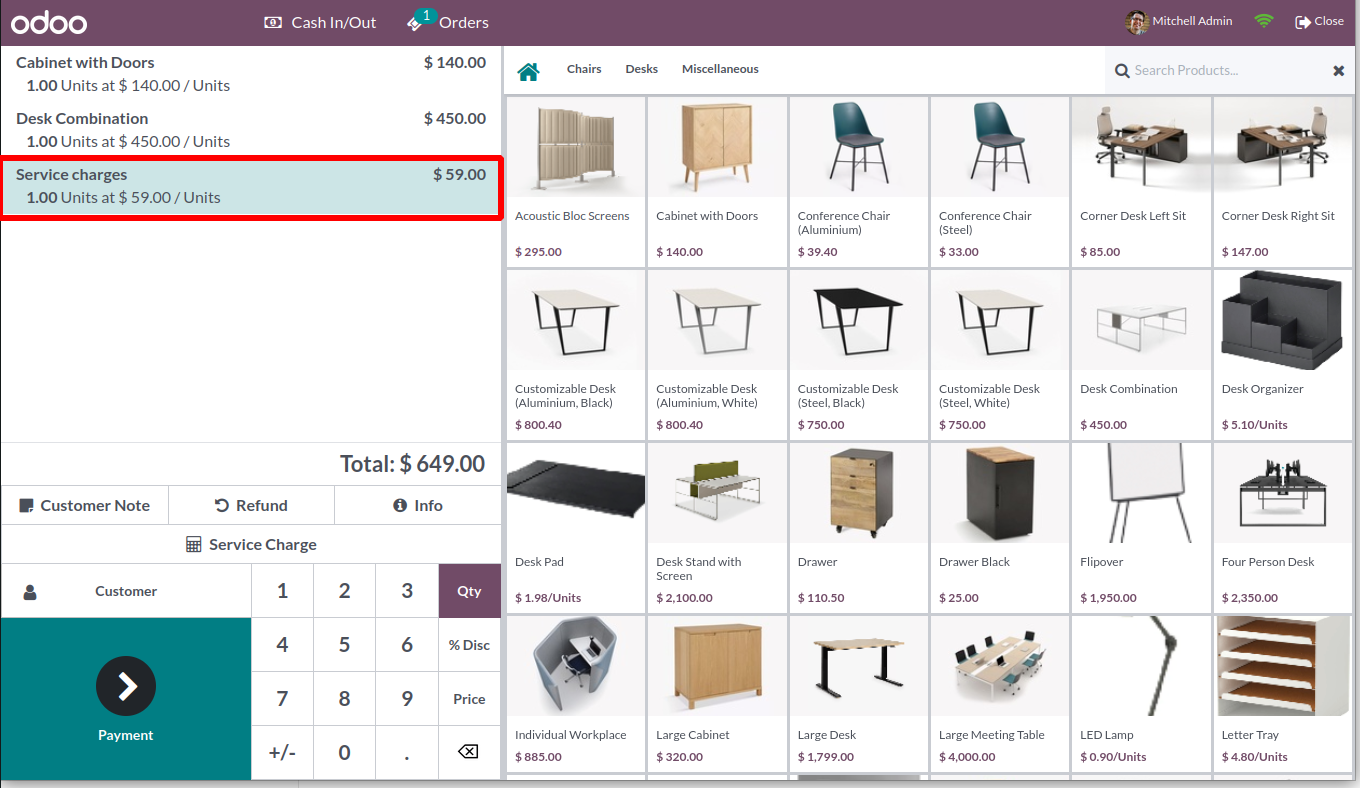 odoo
Cash In/Out
1
Orders
Mitchell Admin
Close
Cabinet with Doors $ 140.00
1.00 Units at $ 140.00 / Units
Desk Combination $ 450.00
1.00 Units at $ 450.00 / Units
Service charges $ 59.00
1.00 Units at $ 59.00 / Units
Total: $ 649.00
Customer Note
Refund
Info
Service Charge
Customer
1 2 3 Qty
4 5 6 % Disc
7 8 9 Price
+/- 0 .
Payment
Chairs
Desks
Miscellaneous
Search Products...
Acoustic Bloc Screens
$ 295.00
Cabinet with Doors
$ 140.00
Conference Chair
(Aluminium)
$ 39.40
Conference Chair
(Steel)
$ 33.00
Corner Desk Left Sit
$ 85.00
Corner Desk Right Sit
$ 147.00
Customizable Desk
(Aluminium, Black)
$ 800.40
Customizable Desk
(Aluminium, White)
$ 800.40
Customizable Desk
(Steel, Black)
$ 750.00
Customizable Desk
(Steel, White)
$ 750.00
Desk Combination
$ 450.00
Desk Organizer
$ 5.10/Units
Desk Pad
$ 1.98/Units
Desk Stand with
Screen
$ 2,100.00
Drawer
$ 110.50
Drawer Black
$ 25.00
Flipover
$ 1,950.00
Four Person Desk
$ 2,350.00
Individual Workplace
$ 885.00
Large Cabinet
$ 320.00
Large Desk
$ 1,799.00
Large Meeting Table
$ 4,000.00
LED Lamp
$ 0.90/Units
Letter Tray
$ 4.80/Units